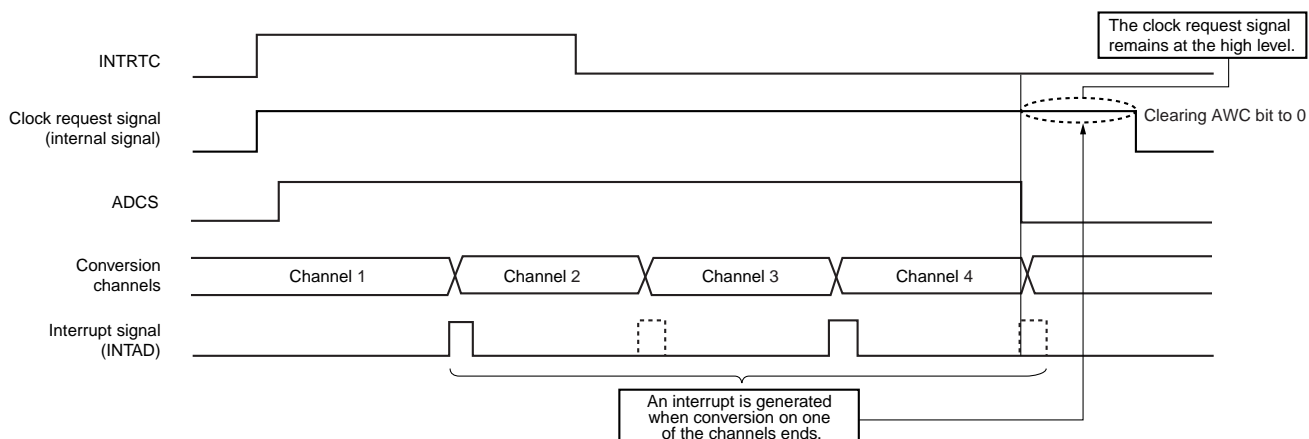 The clock request signal
remains at the high level.
INTRTC
Clock request signal
(internal signal)
Clearing AWC bit to 0
ADCS
Conversion
channels
Channel 1
Channel 2
Channel 3
Channel 4
Interrupt signal
(INTAD)
An interrupt is generated
when conversion on one
of the channels ends.